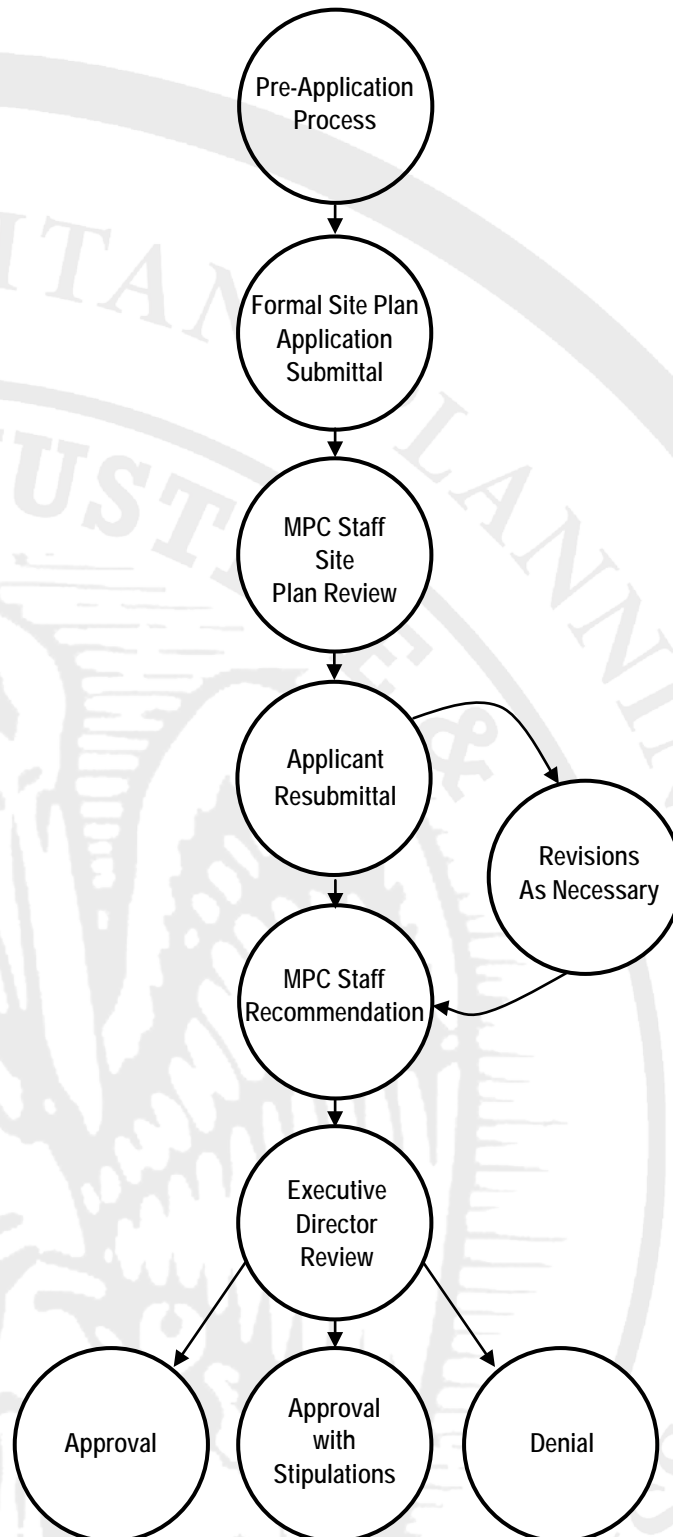 Pre-Application
Process
Formal Site Plan
Application
Submittal
MPC Staff
Site
Plan Review
Applicant
Resubmittal
Revisions
As Necessary
MPC Staff
Recommendation
Executive
Director
Review
Approval
Approval
with
Stipulations
Denial